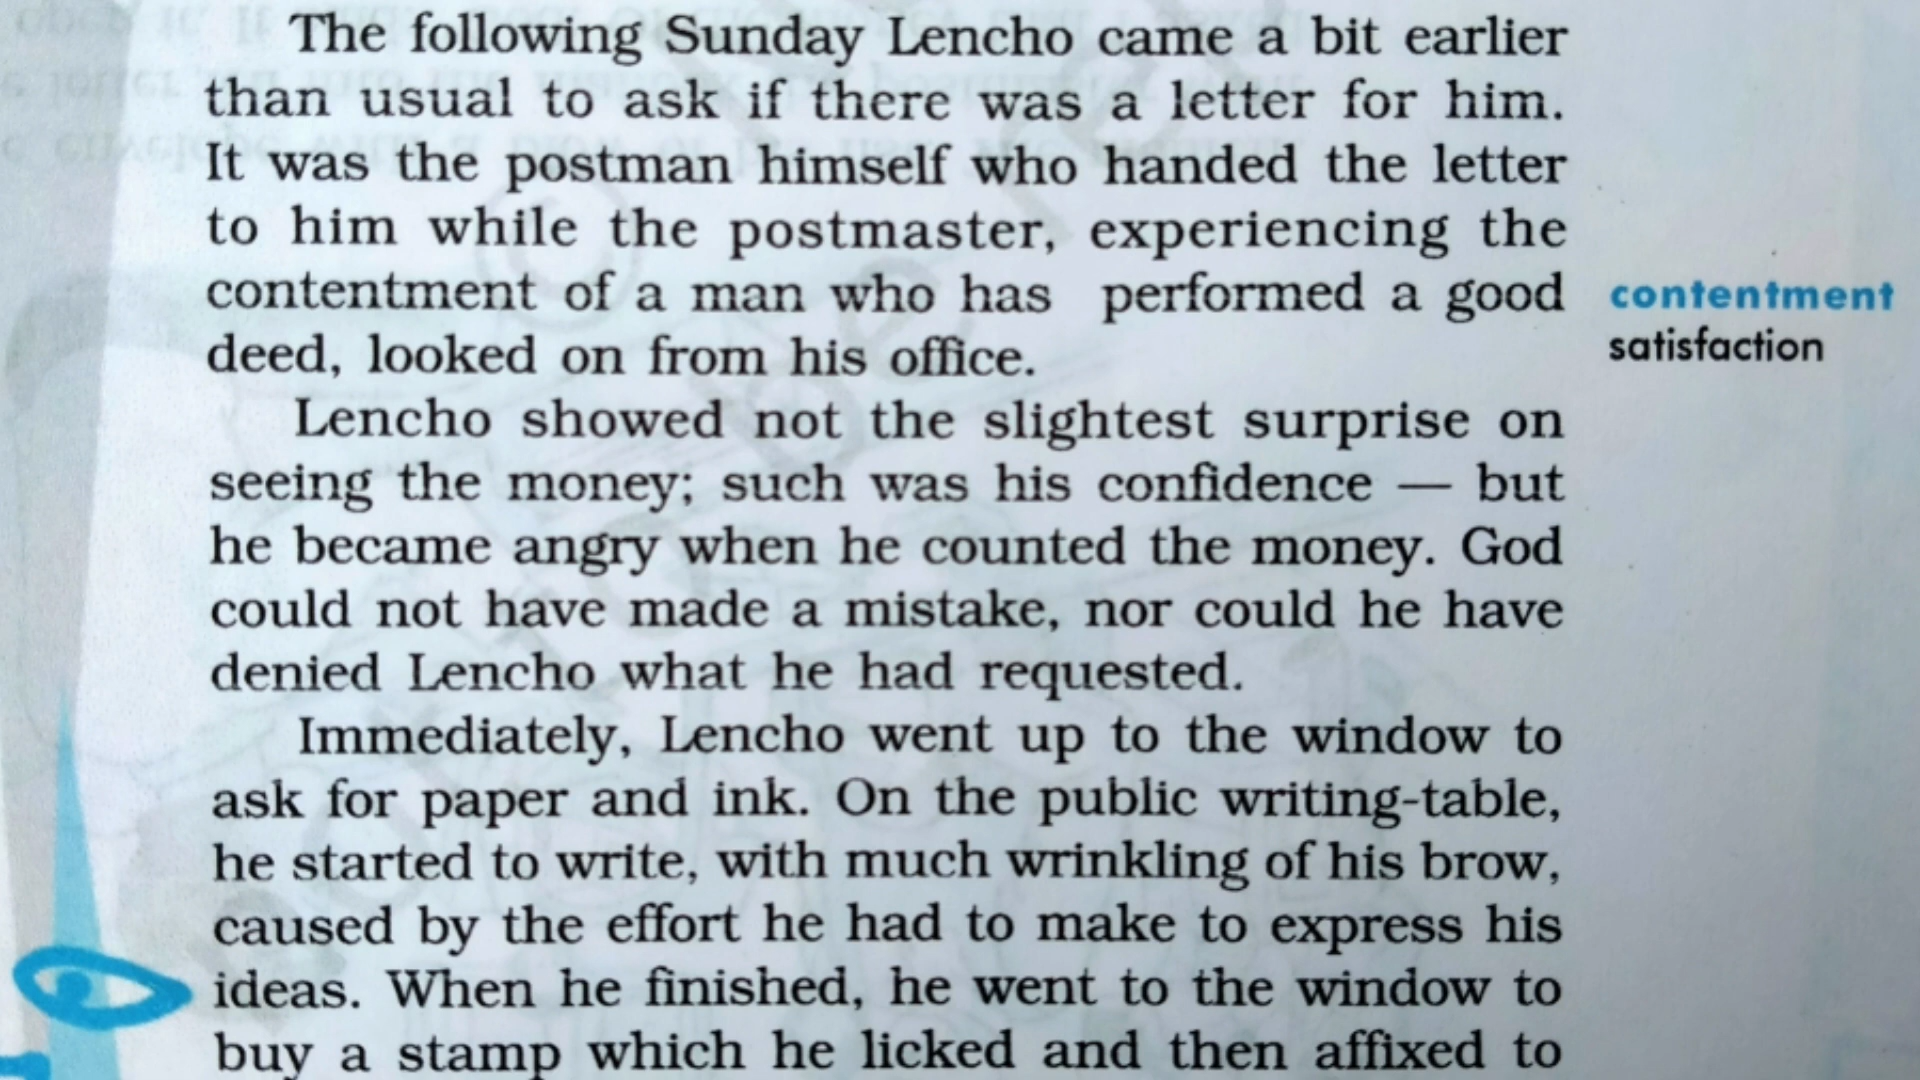 The following Sunday Lencho came a bit earlier
than usual to ask if there was a letter for him.
It was the postman himself who handed the letter
to him while the postmaster, experiencing the
contentment of a man who has performed a good
deed, looked on from his office.
contentment
satisfaction
Lencho showed not the slightest surprise on
seeing the money; such was his confidence — but
he became angry when he counted the money. God
could not have made a mistake, nor could he have
denied Lencho what he had requested.
Immediately, Lencho went up to the window to
ask for paper and ink. On the public writing-table,
he started to write, with much wrinkling of his brow,
caused by the effort he had to make to express his
ideas. When he finished, he went to the window to
buy a stamp which he licked and then affixed to